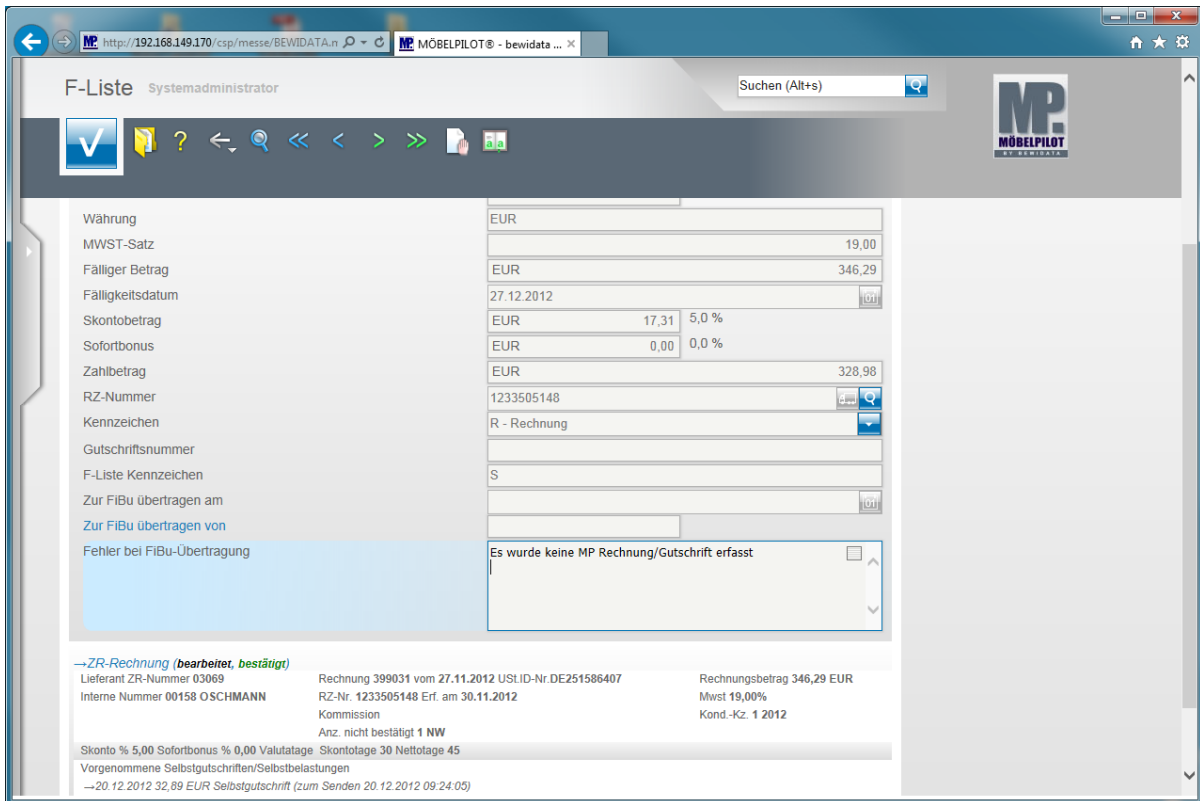 http://192.168.149.170/csp/messe/BEWIDATA.n
MÖBELPILOT® - bewidata ...
F-Liste Systemadministrator
Suchen (Alt+s)
MP.
MÖBELPILOT
BY BEWIDATA
Währung EUR
MWST-Satz 19,00
Fälliger Betrag EUR 346,29
Fälligkeitsdatum 27.12.2012
Skontobetrag EUR 17,31 5,0 %
Sofortbonus EUR 0,00 0,0 %
Zahlbetrag EUR 328,98
RZ-Nummer 1233505148
Kennzeichen R - Rechnung
Gutschriftsnummer
F-Liste Kennzeichen S
Zur FiBu übertragen am
Zur FiBu übertragen von
Fehler bei FiBu-Übertragung Es wurde keine MP Rechnung/Gutschrift erfasst
→ZR-Rechnung (bearbeitet, bestätigt)
Lieferant ZR-Nummer 03069 Rechnung 399031 vom 27.11.2012 USt.ID-Nr.DE251586407 Rechnungsbetrag 346,29 EUR
Interne Nummer 00158 OSCHMANN RZ-Nr. 1233505148 Erf. am 30.11.2012 Mwst 19,00%
Kommission Kond.-Kz. 1 2012
Anz. nicht bestätigt 1 NW
Skonto % 5,00 Sofortbonus % 0,00 Valutatage Skontotage 30 Nettotage 45
Vorgenommene Selbstgutschriften/Selbstbelastungen
→20.12.2012 32,89 EUR Selbstgutschrift (zum Senden 20.12.2012 09:24:05)